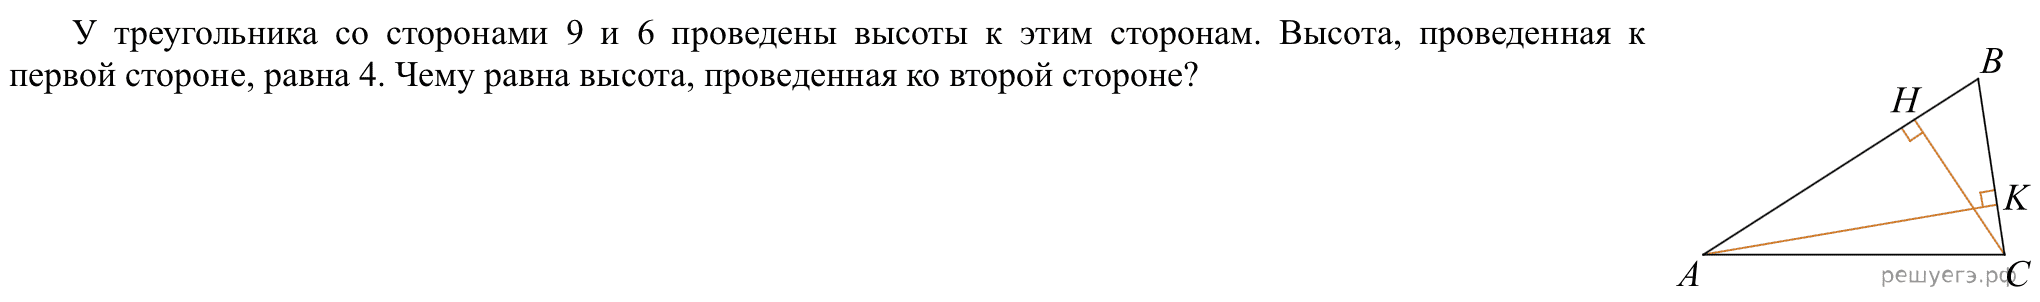 У треугольника со сторонами 9 и 6 проведены высоты к этим сторонам. Высота, проведенная к
первой стороне, равна 4. Чему равна высота, проведенная ко второй стороне?
B
H
K
A
C
решуегэ.рф